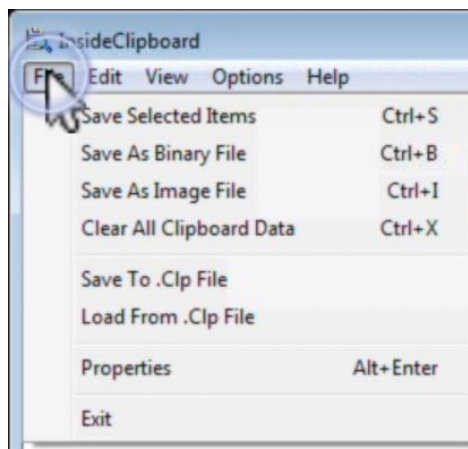 InsideClipboard
File Edit View Options Help
Save Selected Items Ctrl+S
Save As Binary File Ctrl+B
Save As Image File Ctrl+I
Clear All Clipboard Data Ctrl+X
Save To .Clp File
Load From .Clp File
Properties Alt+Enter
Exit